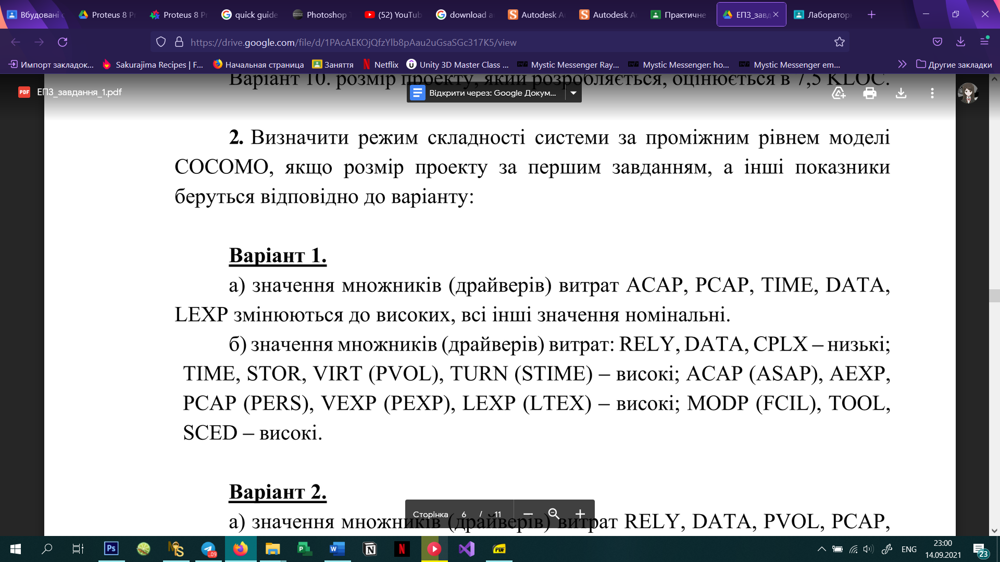 Вбудовані
Proteus 8 P
Proteus 8 P
quick guide
Photoshop
(52) YouTub
download a
Autodesk A
Autodesk A
Практичне
ЕПЗ_завд
Лаборатор
https://drive.google.com/file/d/1PAcAEKOjQfzYlb8pAau2uGsaSGc317K5/view
Импорт закладок...
Sakurajima Recipes | F...
Начальная страница
Заняття
Netflix
Unity 3D Master Class ...
Mystic Messenger Ray...
Mystic Messenger: ho...
Mystic Messenger em...
Другие закладки
Варіант 10. розмір проекту, який розробляється, оцінюється в 7,5 KLOC.
PDF
ЕПЗ_завдання_1.pdf
Відкрити через: Google Докум...
2. Визначити режим складності системи за проміжним рівнем моделі
COCOMO, якщо розмір проекту за першим завданням, а інші показники
беруться відповідно до варіанту:
Варіант 1.
а) значення множників (драйверів) витрат ACAP, PCAP, TIME, DATA,
LEXP змінюються до високих, всі інші значення номінальні.
б) значення множників (драйверів) витрат: RELY, DATA, CPLX – низькі;
TIME, STOR, VIRT (PVOL), TURN (STIME) – високі; ACAP (ASAP), AEXP,
PCAP (PERS), VEXP (PEXP), LEXP (LTEX) – високі; MODP (FCIL), TOOL,
SCED – високі.
Варіант 2.
а) значення множників (драйверів) витрат RELY, DATA, PVOL, PCAP,
Сторінка 6 / 11
Ps
..09
P
W
N
N
PDF
ENG
23:00
14.09.2021
23